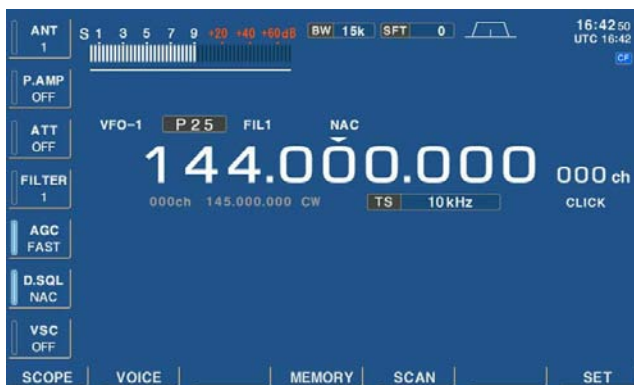 ANT
1
S 1 3 5 7 9 +20 +40 +60dB
BW 15k SFT 0
16:42 50
UTC 16:42
CF
P.AMP
OFF
ATT
OFF
VFO-1 P25 FIL1 NAC
144.000.000
000 ch
000ch 145.000.000 CW
TS 10kHz
CLICK
FILTER
1
AGC
FAST
D.SQL
NAC
VSC
OFF
SCOPE VOICE MEMORY SCAN SET